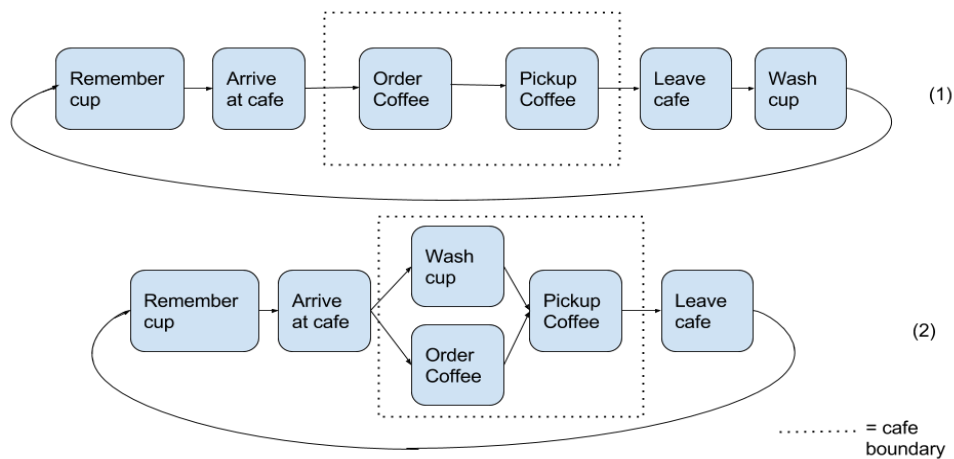 Remember
cup
Arrive
at cafe
Order
Coffee
Pickup
Coffee
Leave
cafe
Wash
cup
(1)
Remember
cup
Arrive
at cafe
Wash
cup
Order
Coffee
Pickup
Coffee
Leave
cafe
(2)
= cafe
boundary